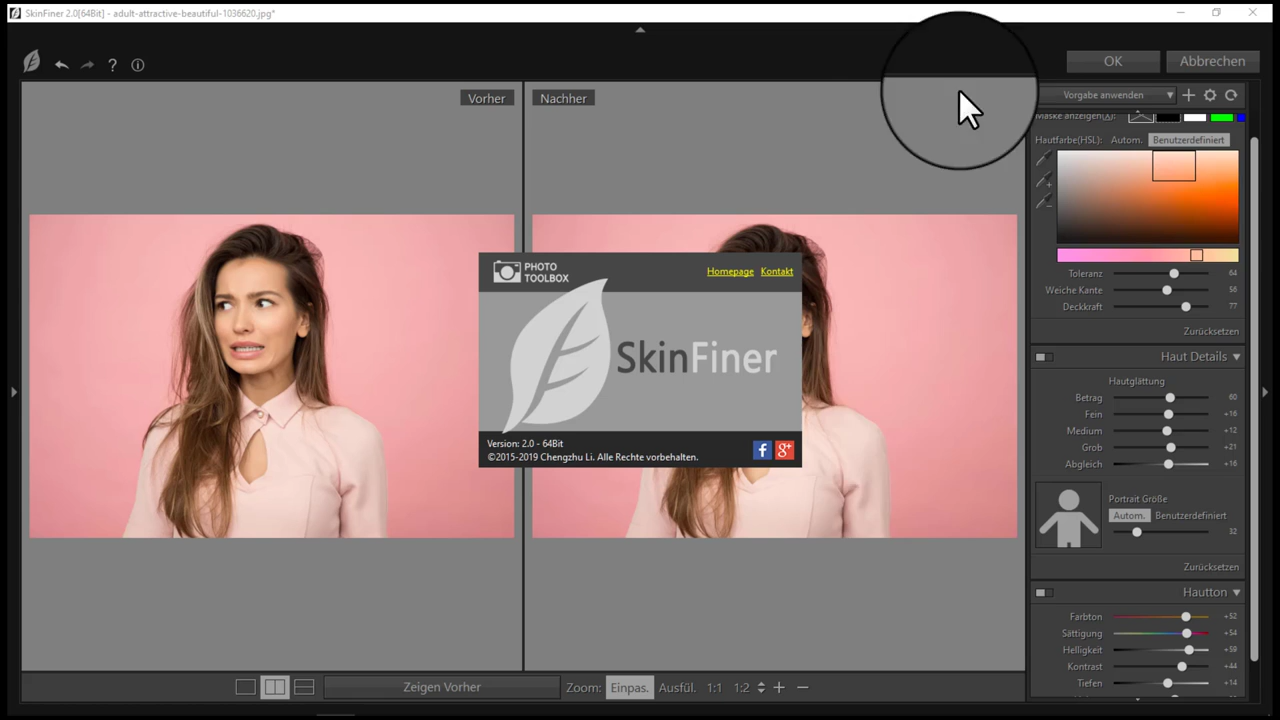 SkinFiner 2.0[64Bit] - adult-attractive-beautiful-1036620.jpg*
OK
Abbrechen
Vorher
Nachher
Vorgabe anwenden
Maske anzeigen[X]:
Hautfarbe(HSL): Autom. Benutzerdefiniert
Toleranz 64
Weiche Kante 56
Deckkraft 77
Zurücksetzen
Haut Details
Hautglättung
Betrag 60
Fein +16
Medium +12
Grob +21
Abgleich +16
Portrait Größe
Autom. Benutzerdefiniert
32
Zurücksetzen
Hautton
Farbton +52
Sättigung +54
Helligkeit +59
Kontrast +44
Tiefen +14
PHOTO
TOOLBOX
Homepage Kontakt
SkinFiner
Version: 2.0 - 64Bit
©2015-2019 Chengzhu Li. Alle Rechte vorbehalten.
Zeigen Vorher
Zoom: Einpas. Ausfül. 1:1 1:2